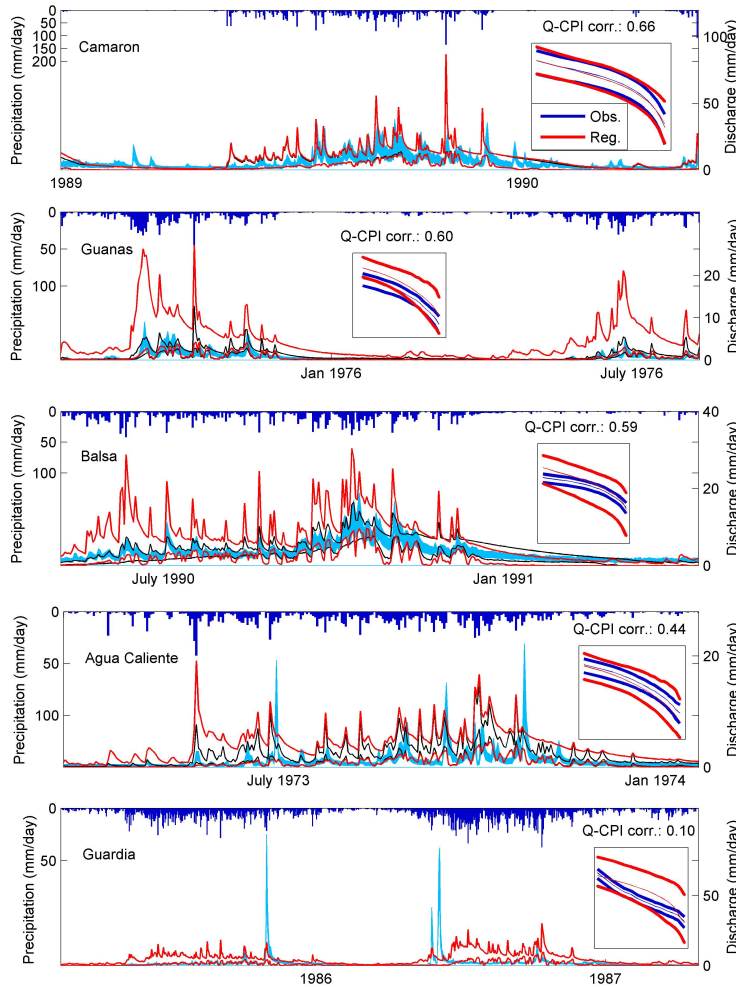 0
50
100
150
200
Precipitation (mm/day)
Camaron
Q-CPI corr.: 0.66
Obs.
Reg.
100
50
0
Discharge (mm/day)
1989
1990
0
50
100
Precipitation (mm/day)
Guanas
Q-CPI corr.: 0.60
20
10
0
Discharge (mm/day)
Jan 1976
July 1976
0
50
100
Precipitation (mm/day)
Balsa
Q-CPI corr.: 0.59
40
20
0
Discharge (mm/day)
July 1990
Jan 1991
0
50
100
Precipitation (mm/day)
Agua Caliente
Q-CPI corr.: 0.44
20
0
Discharge (mm/day)
July 1973
Jan 1974
0
50
Precipitation (mm/day)
Guardia
Q-CPI corr.: 0.10
50
0
Discharge (mm/day)
1986
1987